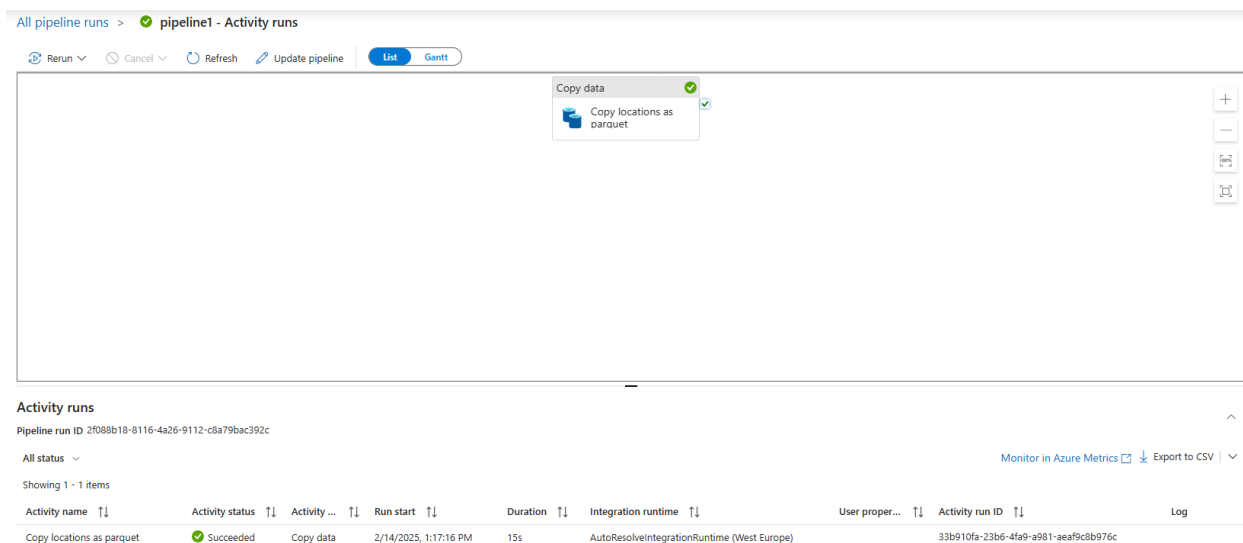 All pipeline runs > pipeline1 - Activity runs
Rerun Cancel Refresh Update pipeline List Gantt
Copy data
Copy locations as
parquet
100%
Activity runs
Pipeline run ID 2f088b18-8116-4a26-9112-c8a79bac392c
All status Monitor in Azure Metrics Export to CSV
Showing 1 - 1 items
Activity name Activity status Activity ... Run start Duration Integration runtime User proper... Activity run ID Log
Copy locations as parquet Succeeded Copy data 2/14/2025, 1:17:16 PM 15s AutoResolveIntegrationRuntime (West Europe) 33b910fa-23b6-4fa9-a981-aeaf9c8b976c